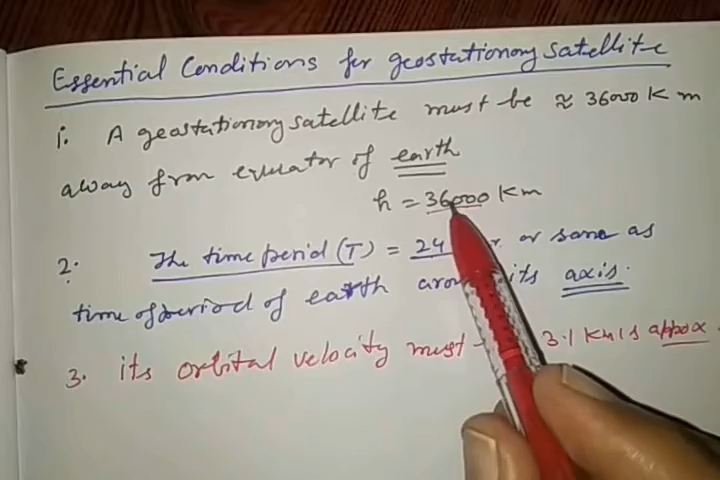 Essential Conditions for geostationary satellite
1. A geostationary satellite must be ≈ 36000 K m
away from equator of earth
h = 36000 Km
2. The time period (T) = 24 r. or same as
time of period of earth its axis.
3. its orbital velocity must 3.1 Km/s appox.